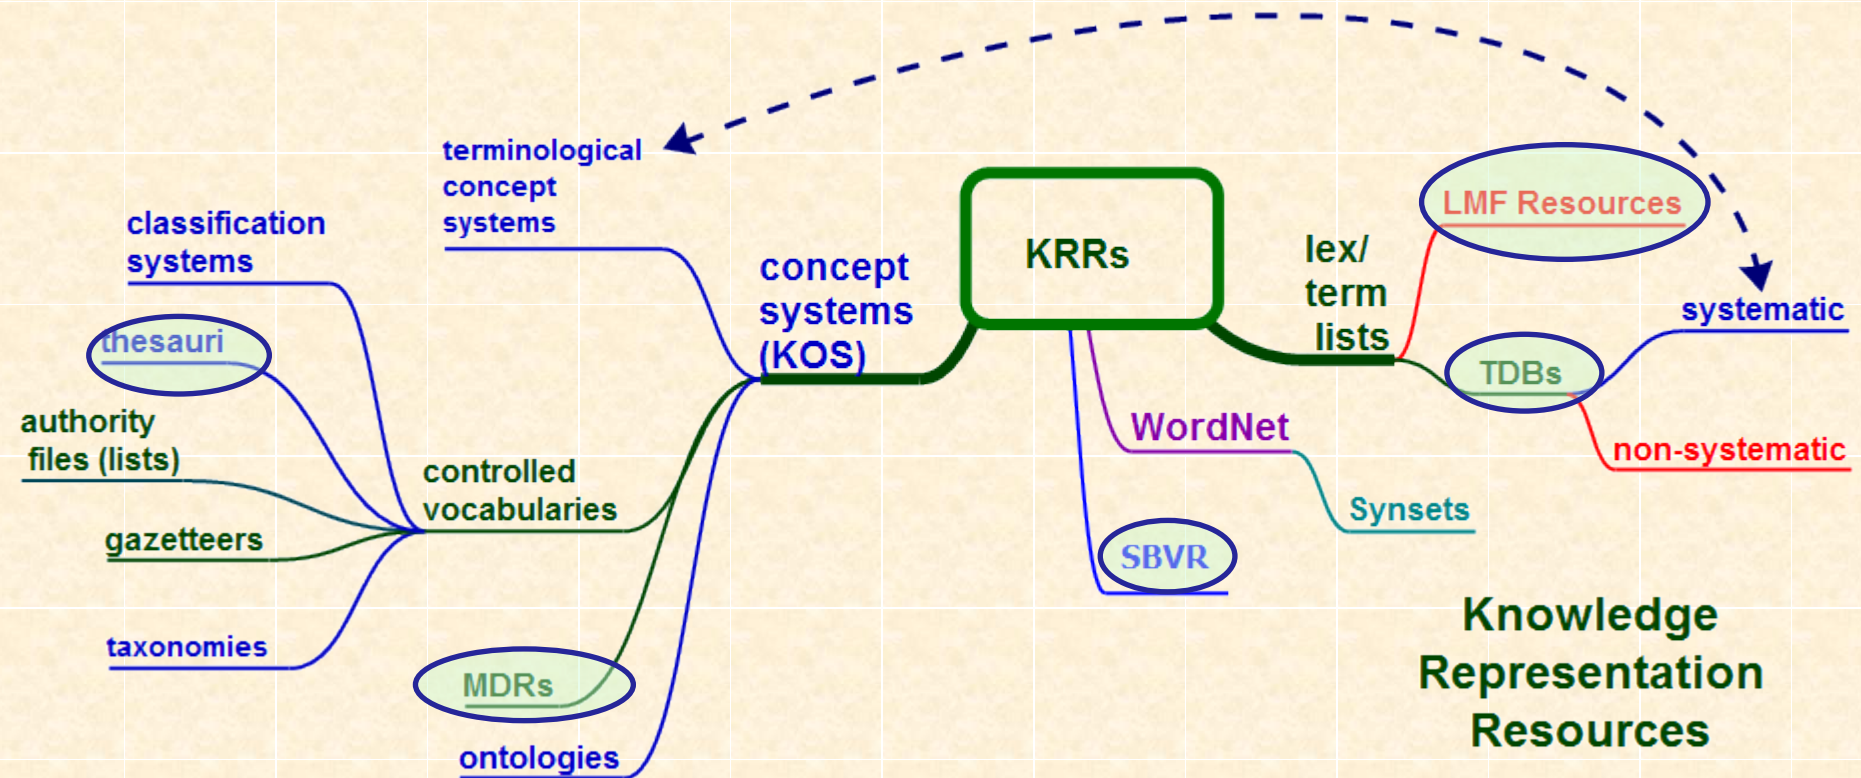 terminological
concept
systems
classification
systems
thesauri
authority
files (lists)
gazetteers
taxonomies
controlled
vocabularies
MDRs
ontologies
concept
systems
(KOS)
KRRs
lex/
term
lists
LMF Resources
systematic
TDBs
non-systematic
WordNet
Synsets
SBVR
Knowledge
Representation
Resources